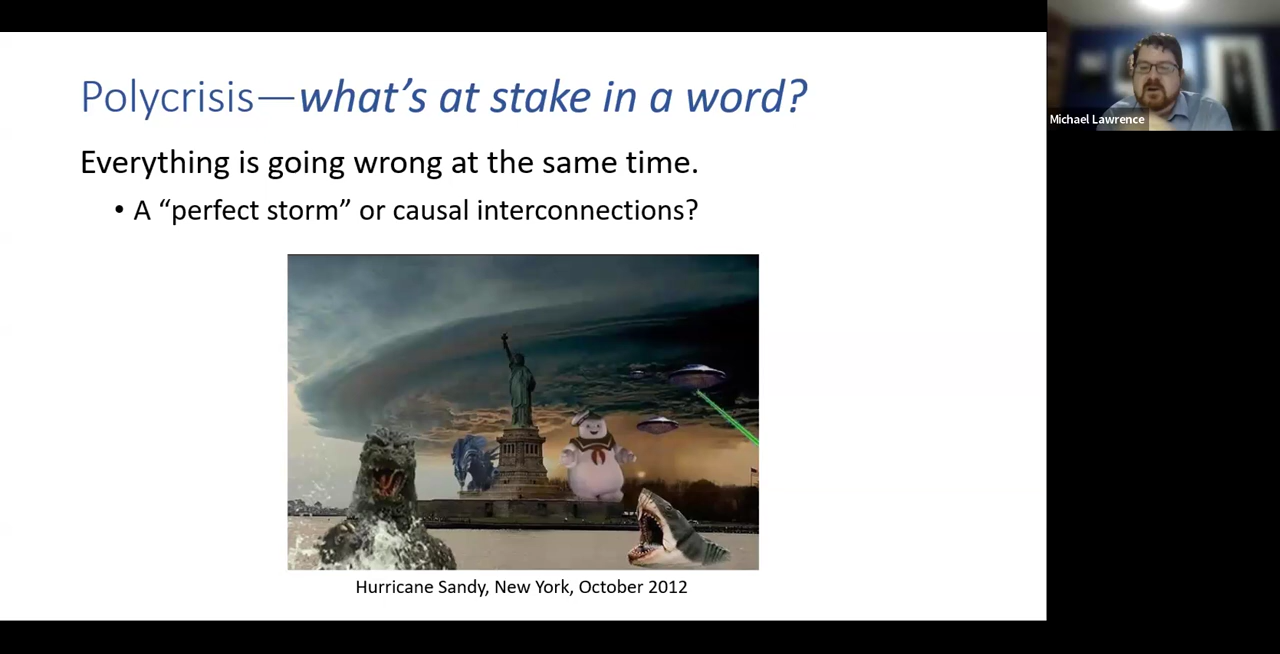 Polycrisis—what's at stake in a word?
Everything is going wrong at the same time.
• A “perfect storm” or causal interconnections?
Hurricane Sandy, New York, October 2012
Michael Lawrence